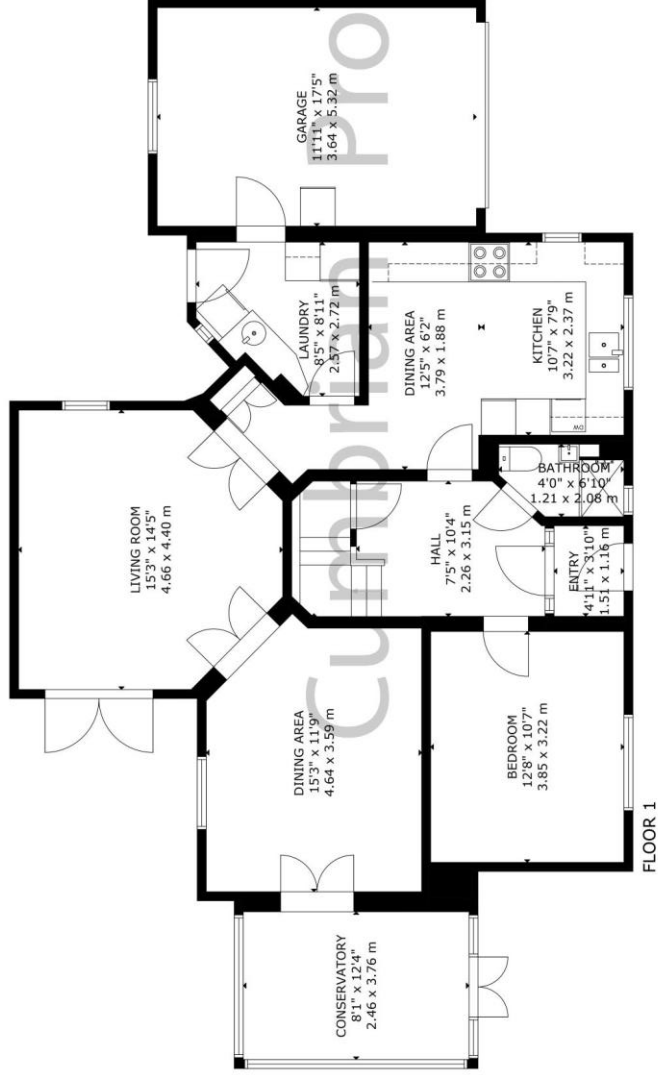 Cumbrian Pro
GARAGE
11'11" x 17'5"
3.64 x 5.32 m
LAUNDRY
8'5" x 8'11"
2.57 x 2.72 m
DINING AREA
12'5" x 6'2"
3.79 x 1.88 m
KITCHEN
10'7" x 7'9"
3.22 x 2.37 m
DW
LIVING ROOM
15'3" x 14'5"
4.66 x 4.40 m
HALL
7'5" x 10'4"
2.26 x 3.15 m
BATHROOM
4'0" x 6'10"
1.21 x 2.08 m
ENTRY
4'11" x 3'10"
1.51 x 1.16 m
DINING AREA
15'3" x 11'9"
4.64 x 3.59 m
BEDROOM
12'8" x 10'7"
3.85 x 3.22 m
CONSERVATORY
8'1" x 12'4"
2.46 x 3.76 m
FLOOR 1